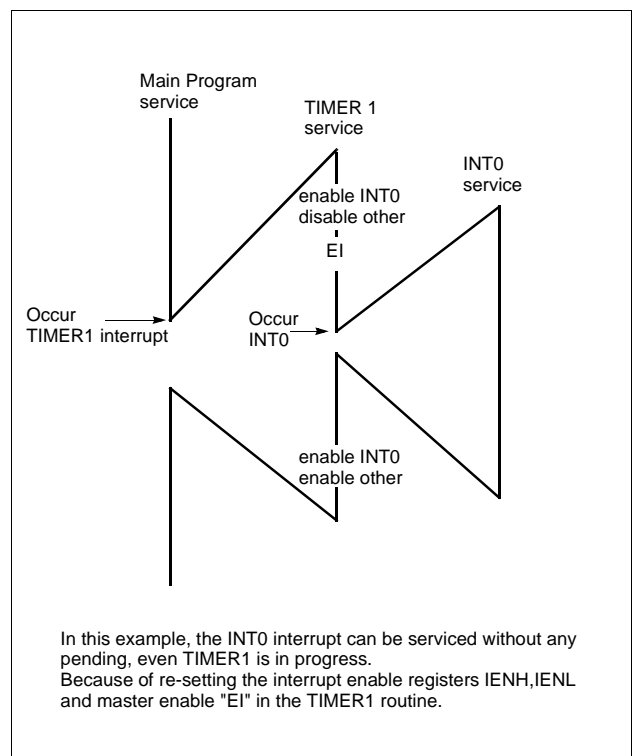 Main Program
service
TIMER 1
service
INT0
service
enable INT0
disable other
EI
Occur
TIMER1 interrupt
Occur
INT0
enable INT0
enable other
In this example, the INT0 interrupt can be serviced without any
pending, even TIMER1 is in progress.
Because of re-setting the interrupt enable registers IENH,IENL
and master enable "EI" in the TIMER1 routine.